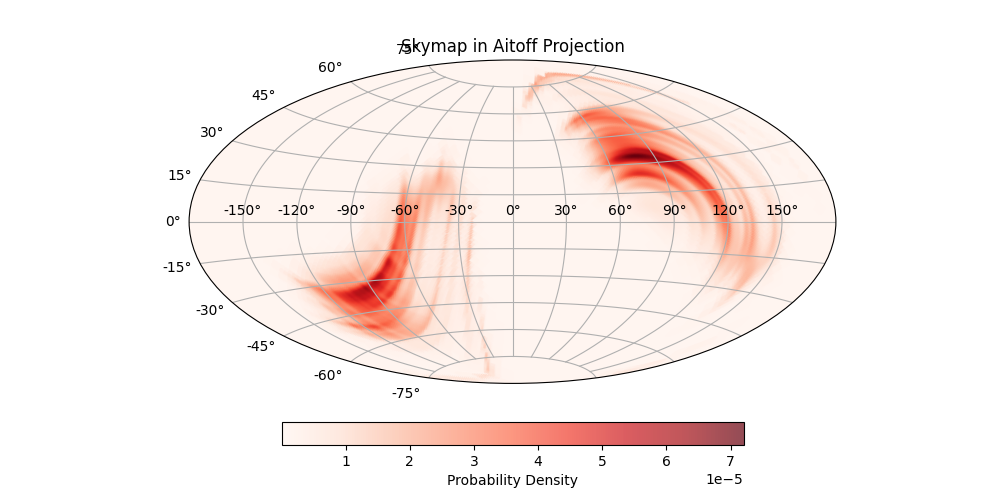 75°
Skymap in Aitoff Projection
60°
45°
30°
15°
0°
-150° -120° -90° -60° -30° 0° 30° 60° 90° 120° 150°
-15°
-30°
-45°
-60°
-75°
1 2 3 4 5 6 7
1e−5
Probability Density